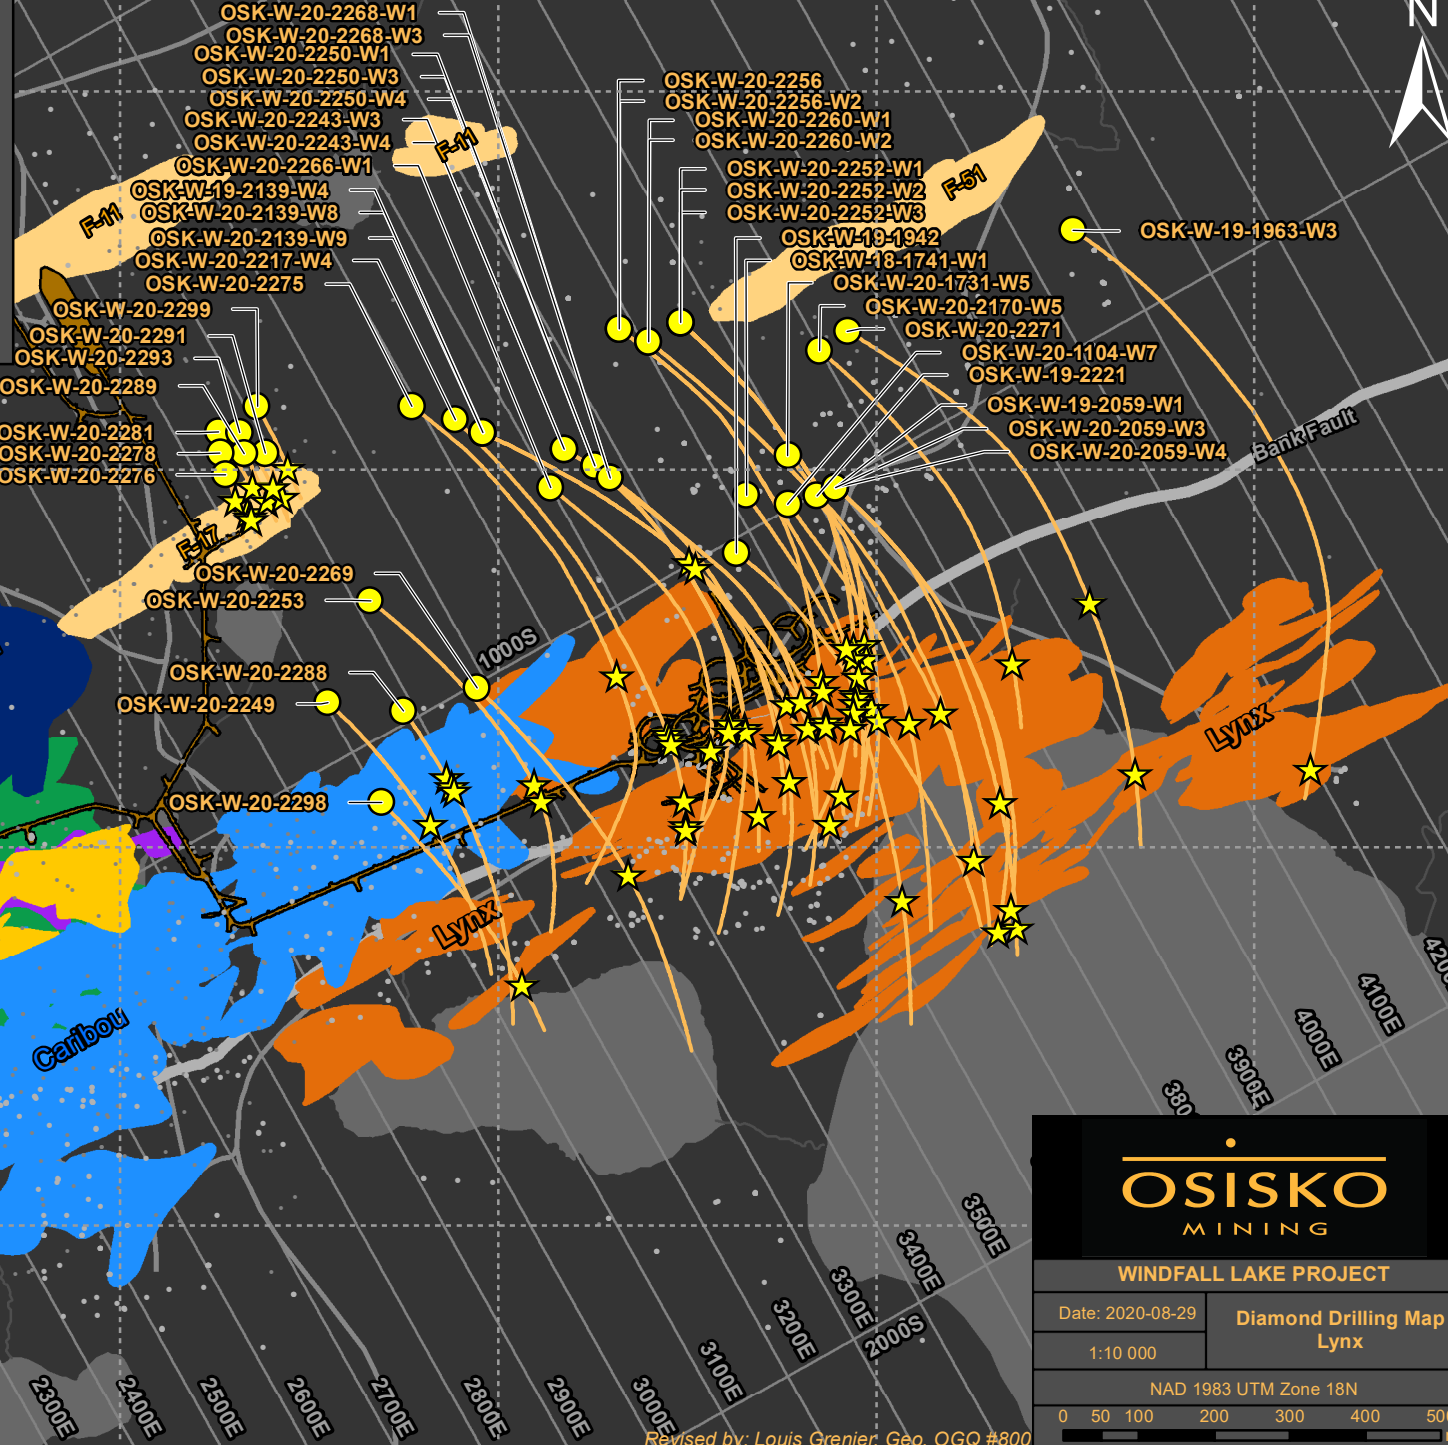 N
OSK-W-20-2268-W1
OSK-W-20-2268-W3
OSK-W-20-2250-W1
OSK-W-20-2250-W3
OSK-W-20-2250-W4
OSK-W-20-2243-W3
OSK-W-20-2243-W4
OSK-W-20-2266-W1
OSK-W-19-2139-W4
OSK-W-20-2139-W8
OSK-W-20-2139-W9
OSK-W-20-2217-W4
OSK-W-20-2275
OSK-W-20-2299
OSK-W-20-2291
OSK-W-20-2293
OSK-W-20-2289
OSK-W-20-2281
OSK-W-20-2278
OSK-W-20-2276
OSK-W-20-2256
OSK-W-20-2256-W2
OSK-W-20-2260-W1
OSK-W-20-2260-W2
OSK-W-20-2252-W1
OSK-W-20-2252-W2
OSK-W-20-2252-W3
OSK-W-19-1942
OSK-W-18-1741-W1
OSK-W-20-1731-W5
OSK-W-20-2170-W5
OSK-W-20-2271
OSK-W-20-1104-W7
OSK-W-19-2221
OSK-W-19-2059-W1
OSK-W-20-2059-W3
OSK-W-20-2059-W4
OSK-W-19-1963-W3
F-11
F-11
F-51
F-17
Bank Fault
OSK-W-20-2269
OSK-W-20-2253
OSK-W-20-2288
OSK-W-20-2249
OSK-W-20-2298
1000S
Lynx
Lynx
Caribou
2300E
2400E
2500E
2600E
2700E
2800E
2900E
3000E
3100E
3200E
3300E
3400E
3500E
380
3900E
4000E
4100E
420
2000S
OSISKO
MINING
WINDFALL LAKE PROJECT
Date: 2020-08-29
1:10 000
Diamond Drilling Map
Lynx
NAD 1983 UTM Zone 18N
0 50 100 200 300 400 50
Revised by: Louis Grenier, Geo, OGQ #800